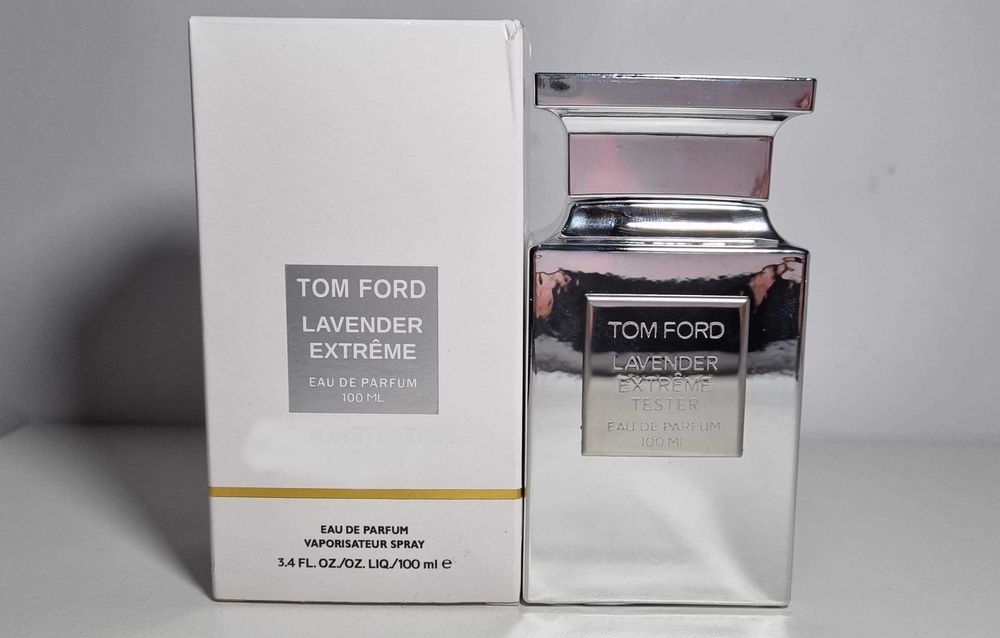 TOM FORD
LAVENDER
EXTRÊME
EAU DE PARFUM
100 ML
EAU DE PARFUM
VAPORISATEUR SPRAY
3.4 FL. OZ./OZ. LIQ./100 ml e
TOM FORD
LAVENDER
EXTRÊME
TESTER
EAU DE PARFUM
100 ML